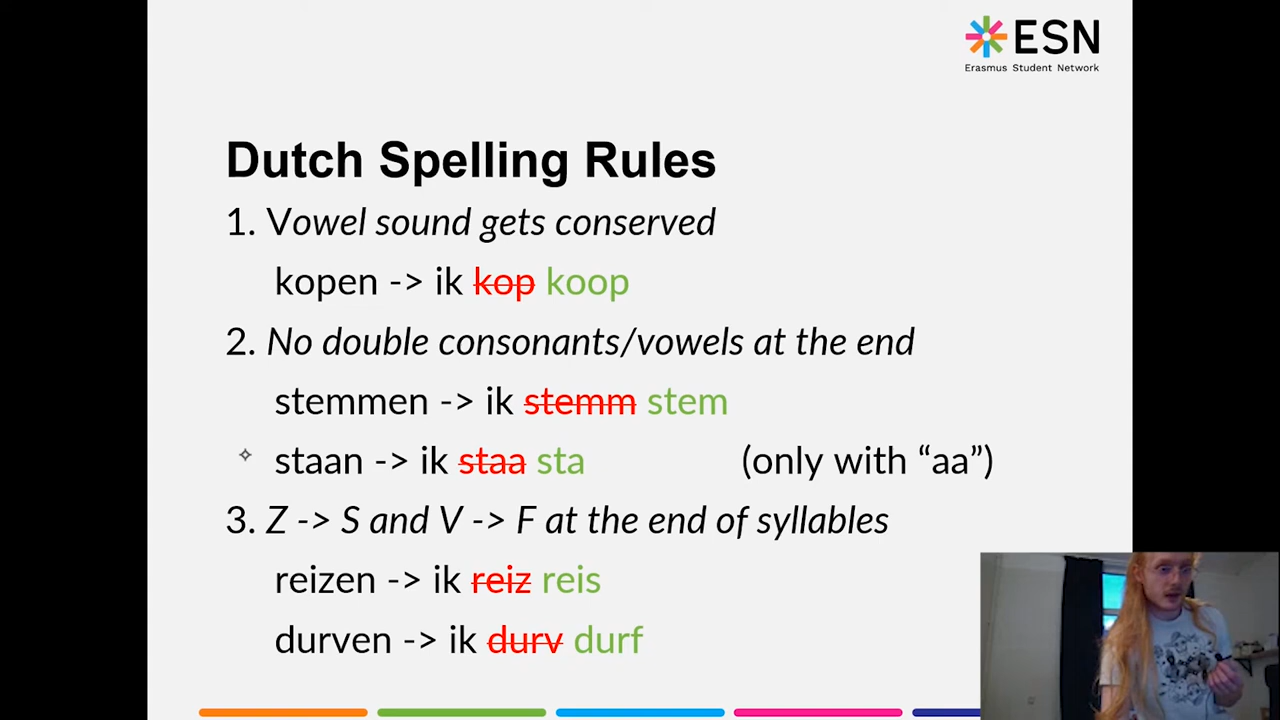 ESN
Erasmus Student Network
Dutch Spelling Rules
1. Vowel sound gets conserved
kopen -> ik kop koop
2. No double consonants/vowels at the end
stemmen -> ik stemm stem
staan -> ik staa sta (only with “aa”)
3. Z -> S and V -> F at the end of syllables
reizen -> ik reiz reis
durven -> ik durv durf